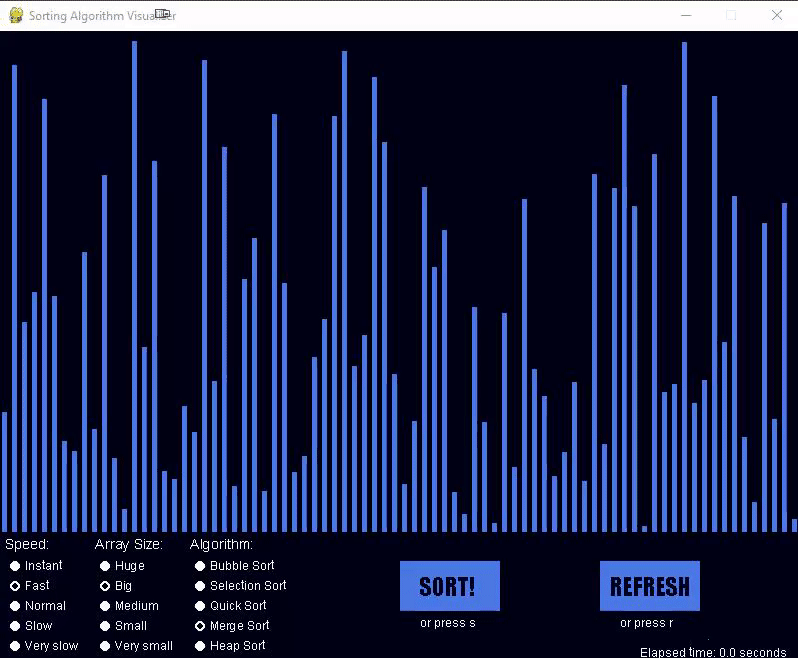 Sorting Algorithm Visualiser
Speed:
Instant
Fast
Normal
Slow
Very slow
Array Size:
Huge
Big
Medium
Small
Very small
Algorithm:
Bubble Sort
Selection Sort
Quick Sort
Merge Sort
Heap Sort
SORT!
or press s
REFRESH
or press r
Elapsed time: 0.0 seconds